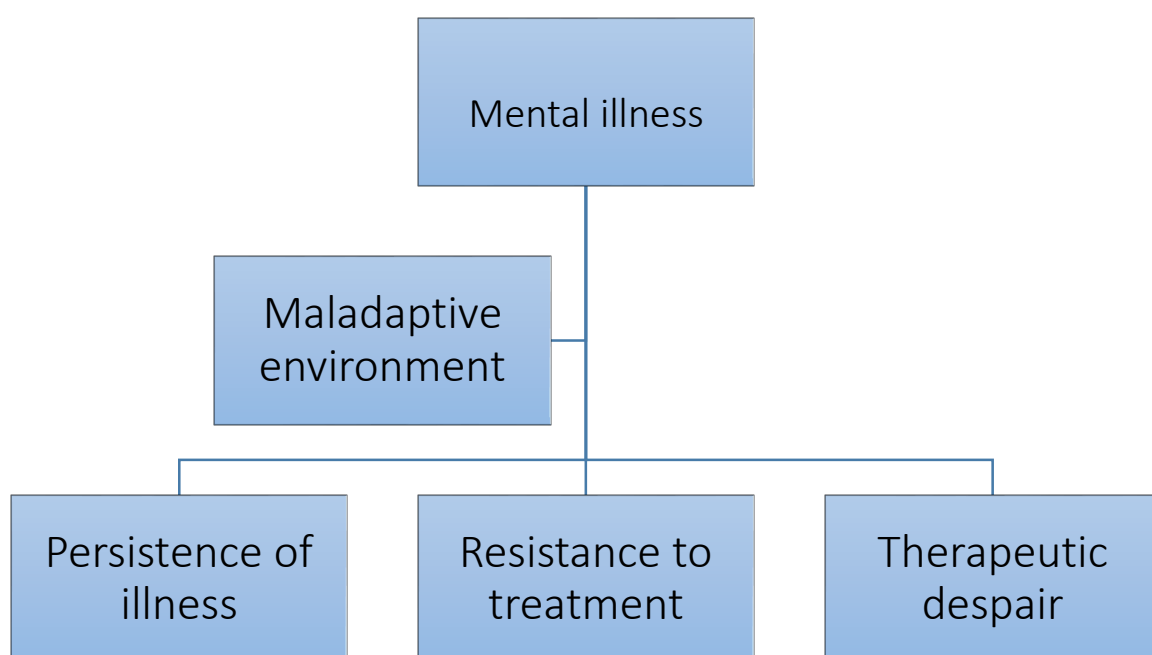 Mental illness
Maladaptive
environment
Persistence of
illness
Resistance to
treatment
Therapeutic
despair